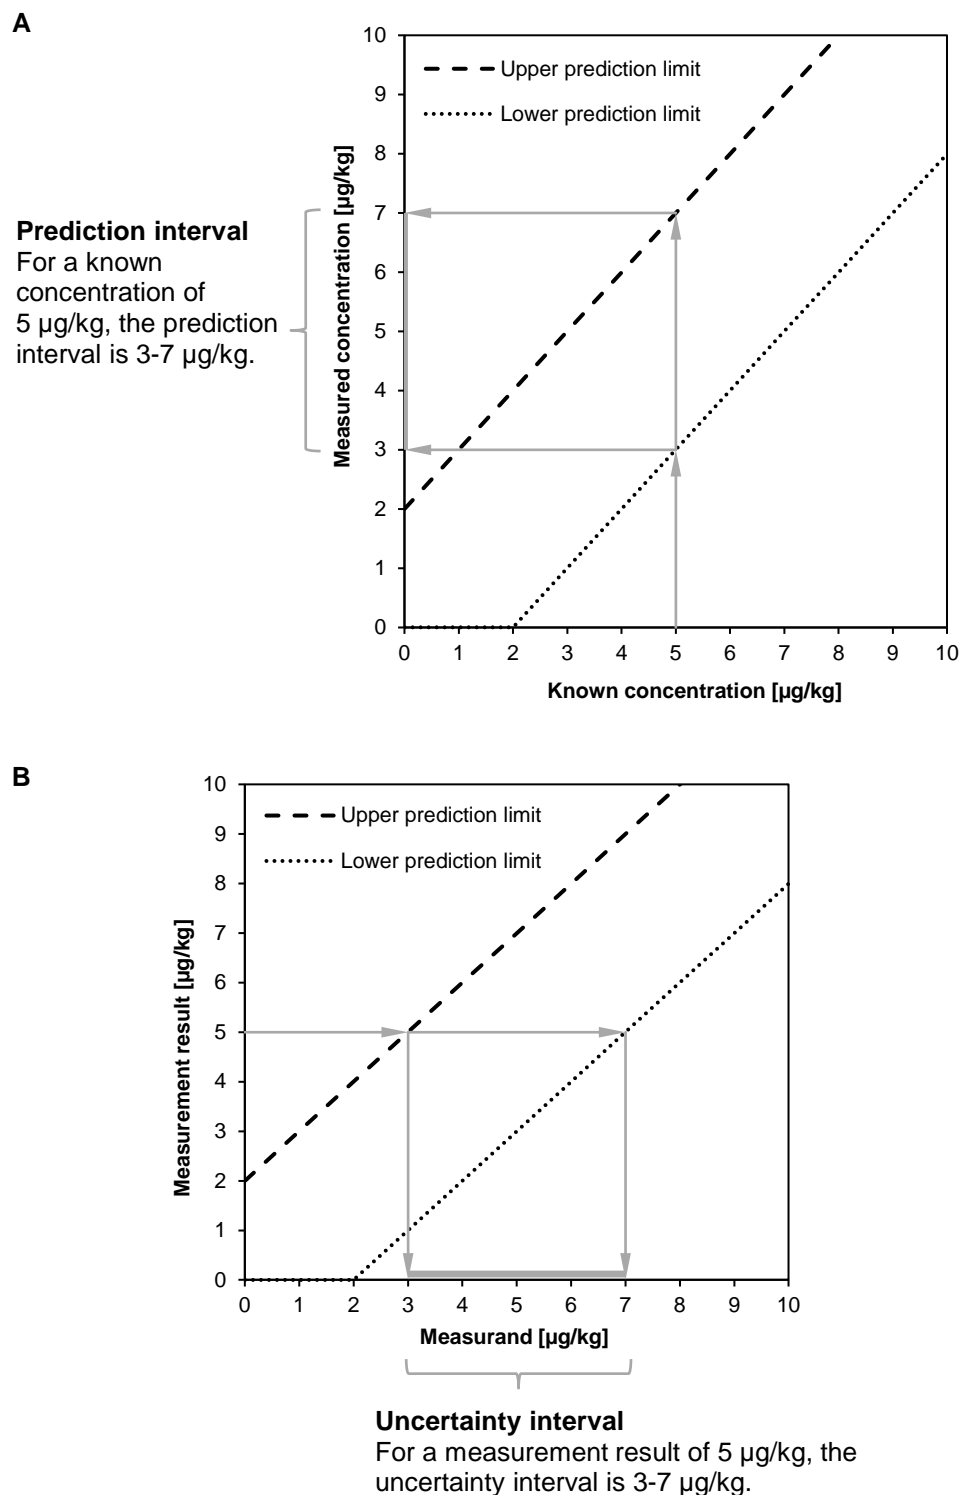 A
10
9
8
7
6
5
4
3
2
1
0
Upper prediction limit
Lower prediction limit
Measured concentration [µg/kg]
Prediction interval
For a known
concentration of
5 µg/kg, the prediction
interval is 3-7 µg/kg.
0 1 2 3 4 5 6 7 8 9 10
Known concentration [µg/kg]
B
10
9
8
7
6
5
4
3
2
1
0
Upper prediction limit
Lower prediction limit
Measurement result [µg/kg]
0 1 2 3 4 5 6 7 8 9 10
Measurand [µg/kg]
Uncertainty interval
For a measurement result of 5 µg/kg, the
uncertainty interval is 3-7 µg/kg.